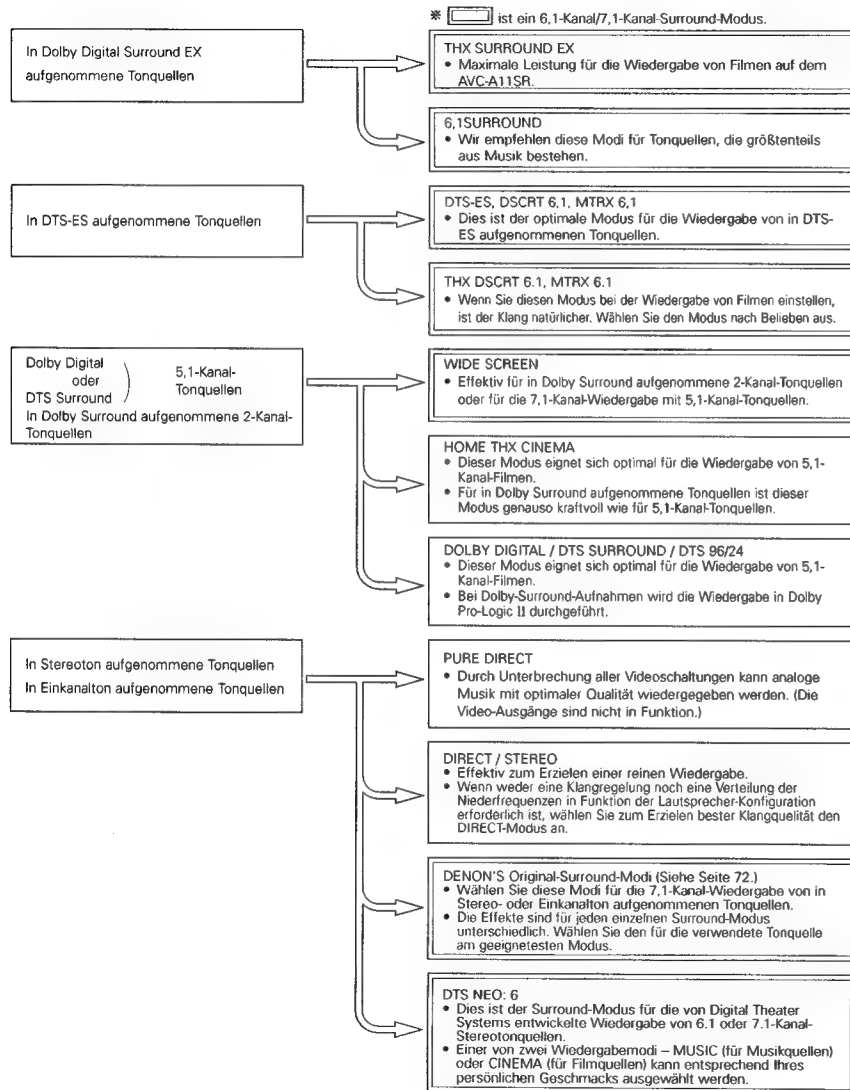 ※ ist ein 6,1-Kanal/7,1-Kanal-Surround-Modus.
In Dolby Digital Surround EX
aufgenommene Tonquellen
THX SURROUND EX
• Maximale Leistung für die Wiedergabe von Filmen auf dem
AVC-A11SR.
6,1SURROUND
• Wir empfehlen diese Modi für Tonquellen, die größtenteils
aus Musik bestehen.
In DTS-ES aufgenommene Tonquellen
DTS-ES, DSCRT 6.1, MTRX 6,1
• Dies ist der optimale Modus für die Wiedergabe von in DTS-
ES aufgenommenen Tonquellen.
THX DSCRT 6.1, MTRX 6.1
• Wenn Sie diesen Modus bei der Wiedergabe von Filmen einstellen,
ist der Klang natürlicher. Wählen Sie den Modus nach Belieben aus.
Dolby Digital
oder
DTS Surround
5,1-Kanal-
Tonquellen
In Dolby Surround aufgenommene 2-Kanal-
Tonquellen
WIDE SCREEN
• Effektiv für in Dolby Surround aufgenommene 2-Kanal-Tonquellen
oder für die 7,1-Kanal-Wiedergabe mit 5,1-Kanal-Tonquellen.
HOME THX CINEMA
• Dieser Modus eignet sich optimal für die Wiedergabe von 5,1-
Kanal-Filmen.
• Für in Dolby Surround aufgenommene Tonquellen ist dieser
Modus genauso kraftvoll wie für 5,1-Kanal-Tonquellen.
DOLBY DIGITAL / DTS SURROUND / DTS 96/24
• Dieser Modus eignet sich optimal für die Wiedergabe von 5,1-
Kanal-Filmen.
• Bei Dolby-Surround-Aufnahmen wird die Wiedergabe in Dolby
Pro-Logic II durchgeführt.
In Stereoton aufgenommene Tonquellen
In Einkanalton aufgenommene Tonquellen
PURE DIRECT
• Durch Unterbrechung aller Videoschaltungen kann analoge
Musik mit optimaler Qualität wiedergegeben werden. (Die
Video-Ausgänge sind nicht in Funktion.)
DIRECT / STEREO
• Effektiv zum Erzielen einer reinen Wiedergabe.
• Wenn weder eine Klangregelung noch eine Verteilung der
Niederfrequenzen in Funktion der Lautsprecher-Konfiguration
erforderlich ist, wählen Sie zum Erzielen bester Klangquelität den
DIRECT-Modus an.
DENON'S Original-Surround-Modi (Siehe Seite 72.)
• Wählen Sie diese Modi für die 7,1-Kanal-Wiedergabe von in
Stereo- oder Einkanalton aufgenommenen Tonquellen.
• Die Effekte sind für jeden einzelnen Surround-Modus
unterschiedlich. Wählen Sie den für die verwendete Tonquelle
am geeignetesten Modus.
DTS NEO: 6
• Dies ist der Surround-Modus für die von Digital Theater
Systems entwickelte Wiedergabe von 6.1 oder 7.1-Kanal-
Stereotonquellen.
• Einer von zwei Wiedergabemodi – MUSIC (für Musikquellen)
oder CINEMA (für Filmquellen) kann entsprechend Ihres
persönlichen Geschmacks ausgewählt werden.